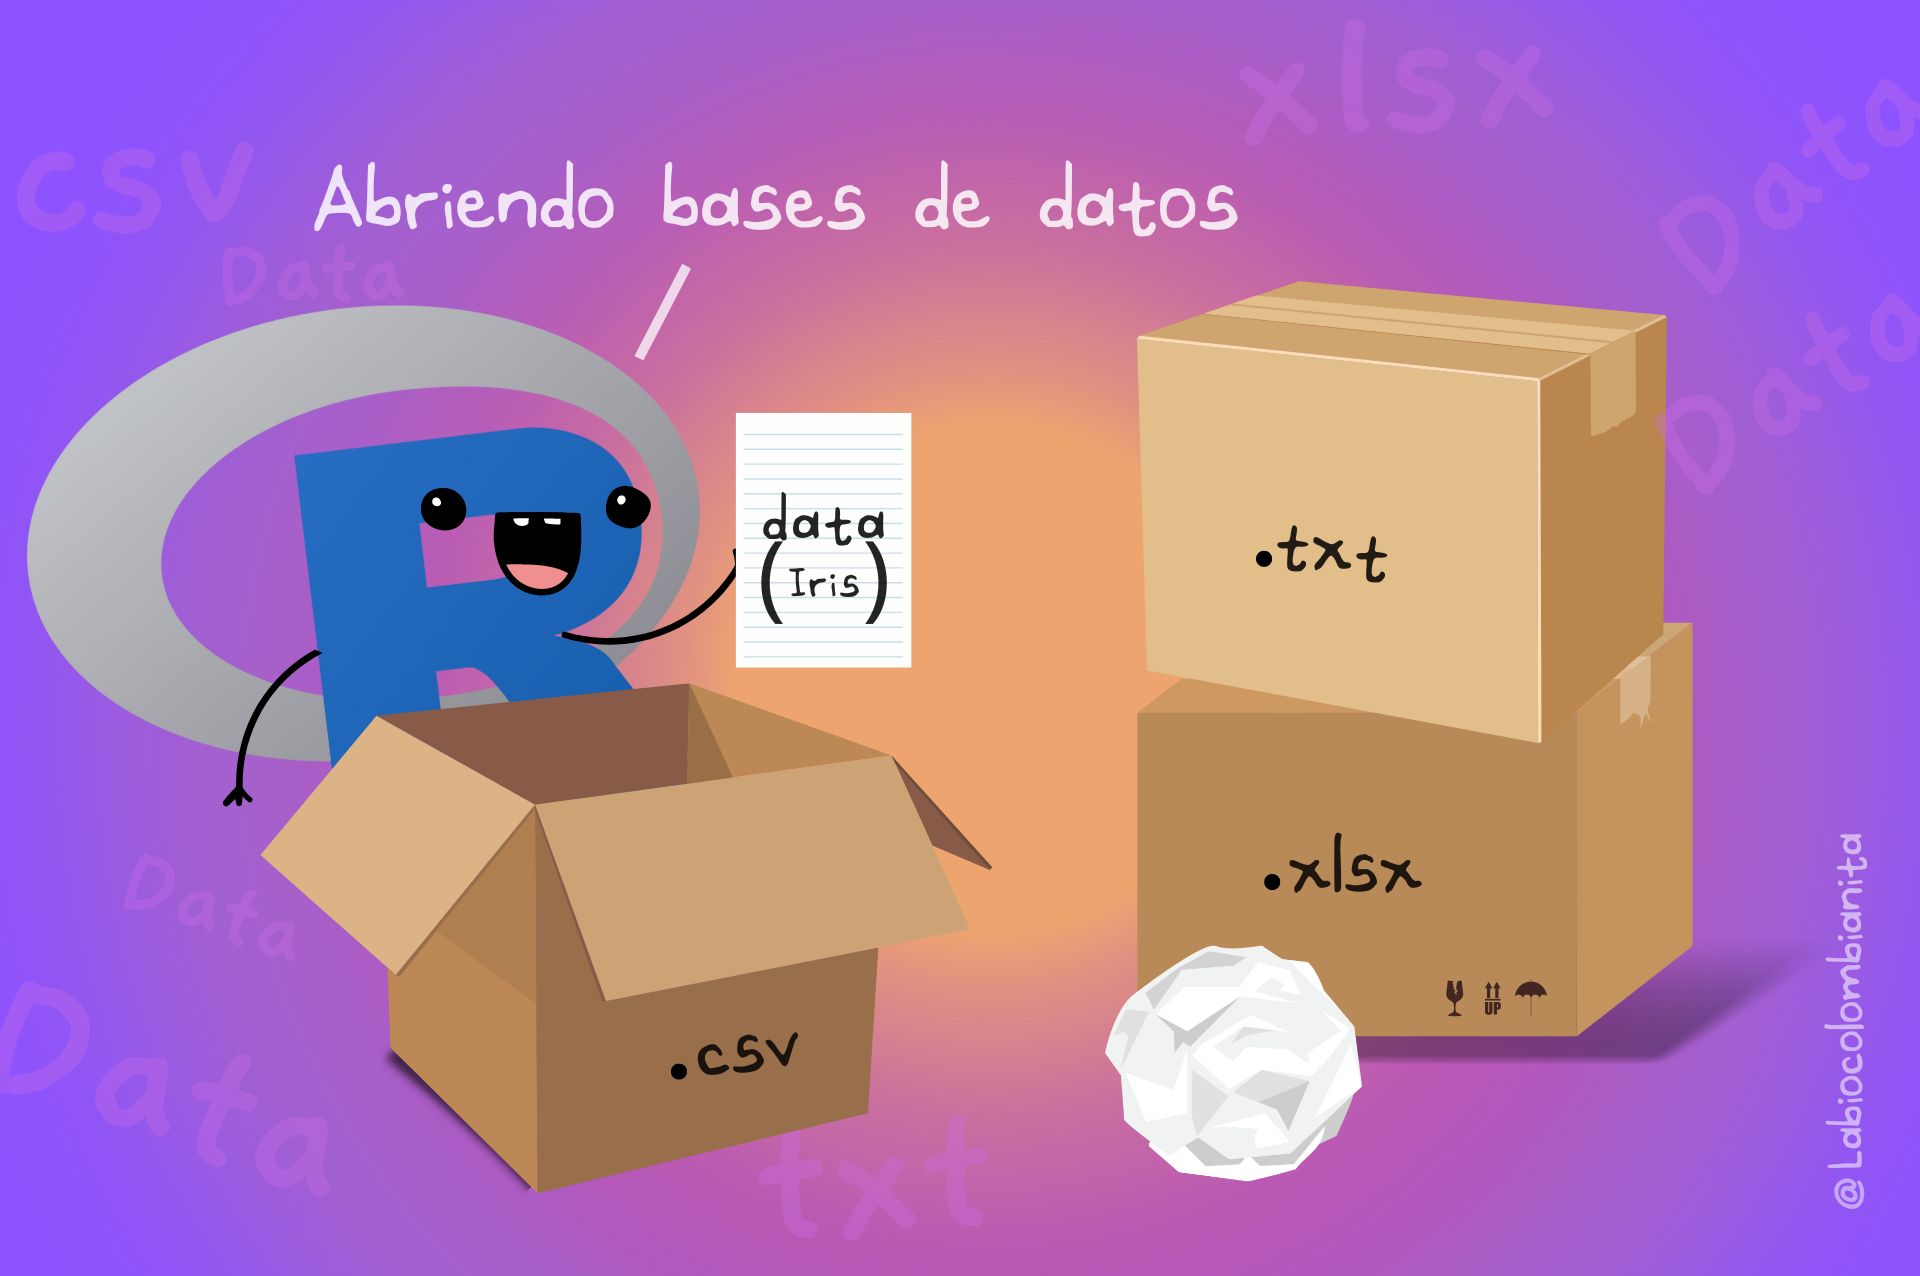 xlsx
csv
Data
Abriendo bases de datos
Data
Data
R
data
(Iris)
.txt
.xlsx
UP
Data
.csv
Data
txt
@Labiocolombianita